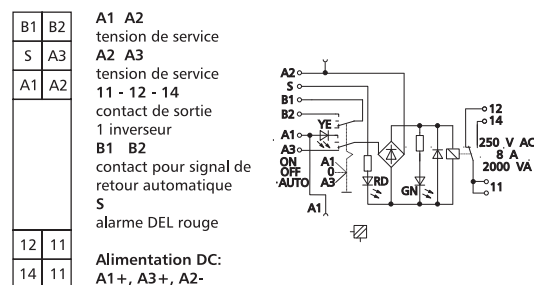 B1 B2
S A3
A1 A2
12 11
14 11
A1 A2
tension de service
A2 A3
tension de service
11 - 12 - 14
contact de sortie
1 inverseur
B1 B2
contact pour signal de
retour automatique
S
alarme DEL rouge
Alimentation DC:
A1+, A3+, A2-
A2
S
B1
B2
YE
A1
A3
ON A1
OFF 0
AUTO A3
A1
RD
GN
12
14
250 V AC
8 A
2000 VA
11